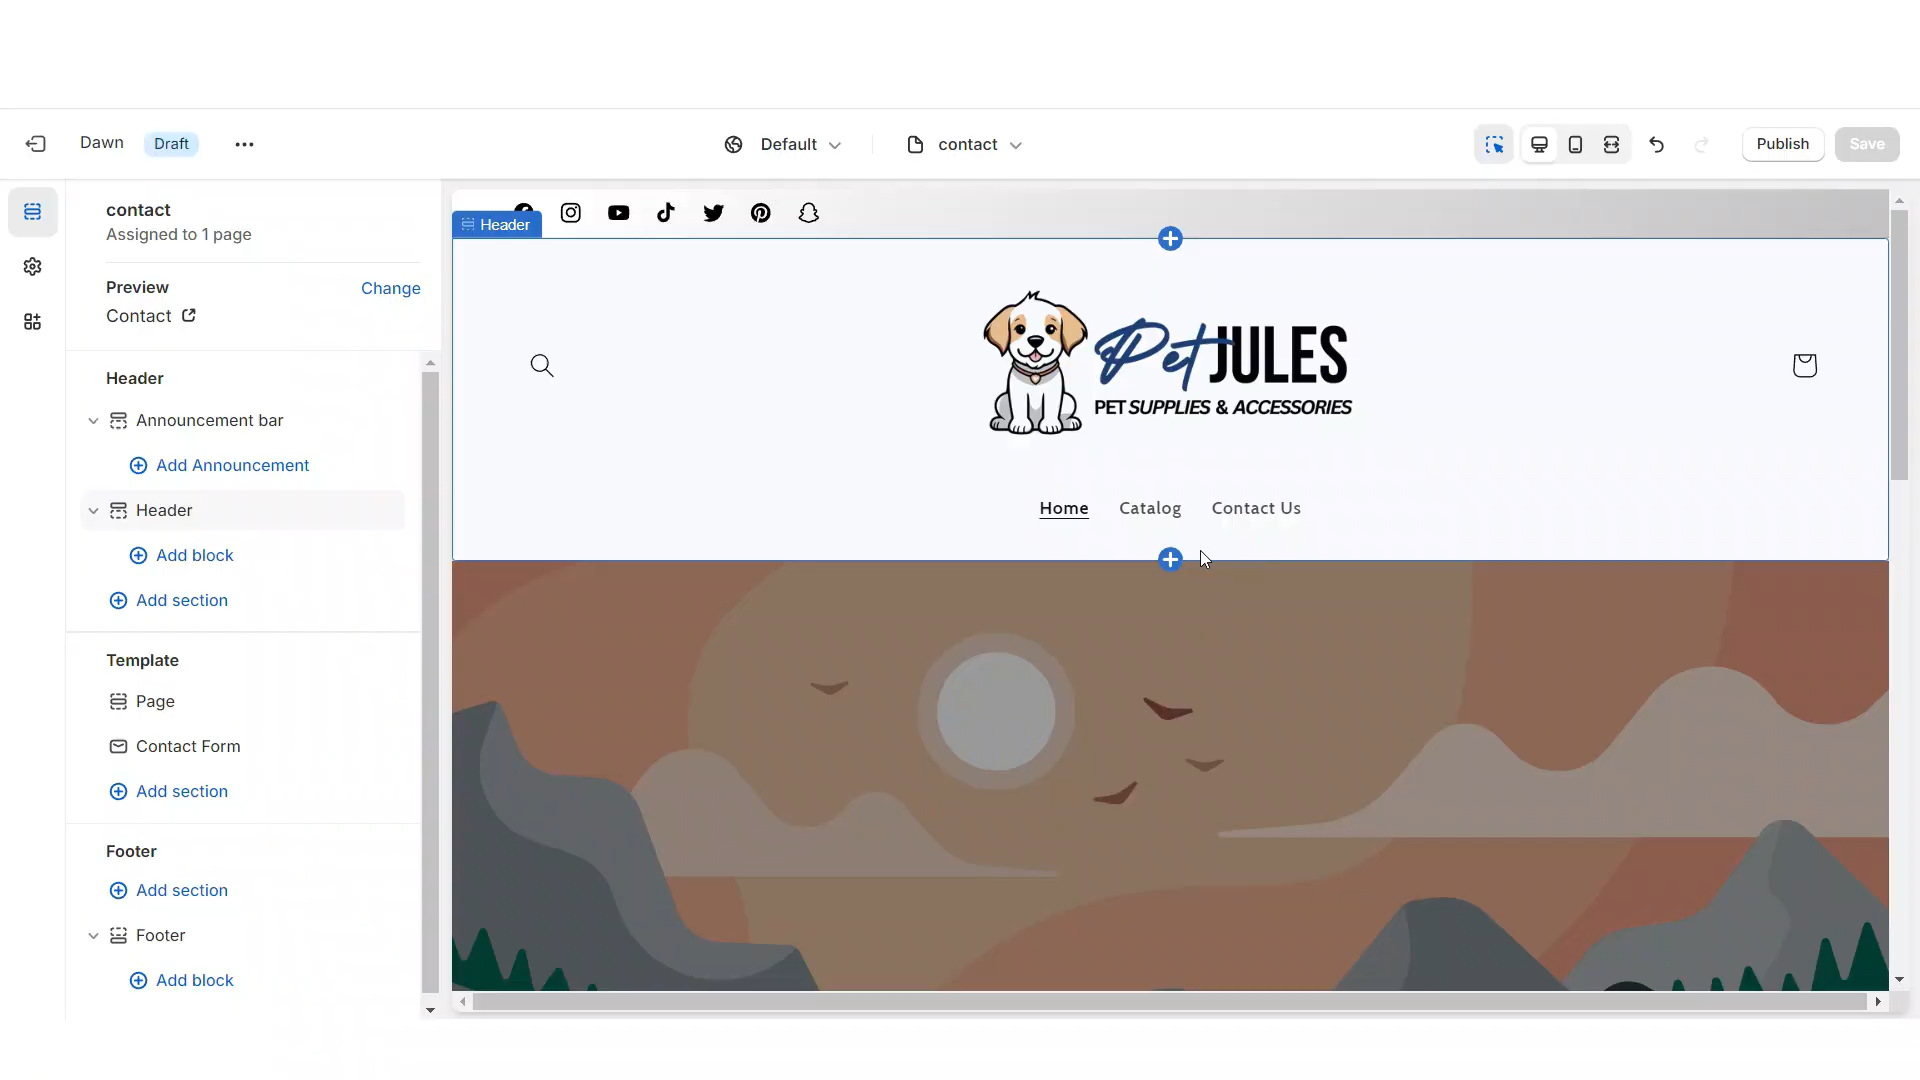 Dawn Draft Default contact Publish Save
contact
Assigned to 1 page
Preview Change
Contact
Header
Announcement bar
Add Announcement
Header
Add block
Add section
Template
Page
Contact Form
Add section
Footer
Add section
Footer
Add block
Header
Pet JULES
PET SUPPLIES & ACCESSORIES
Home Catalog Contact Us